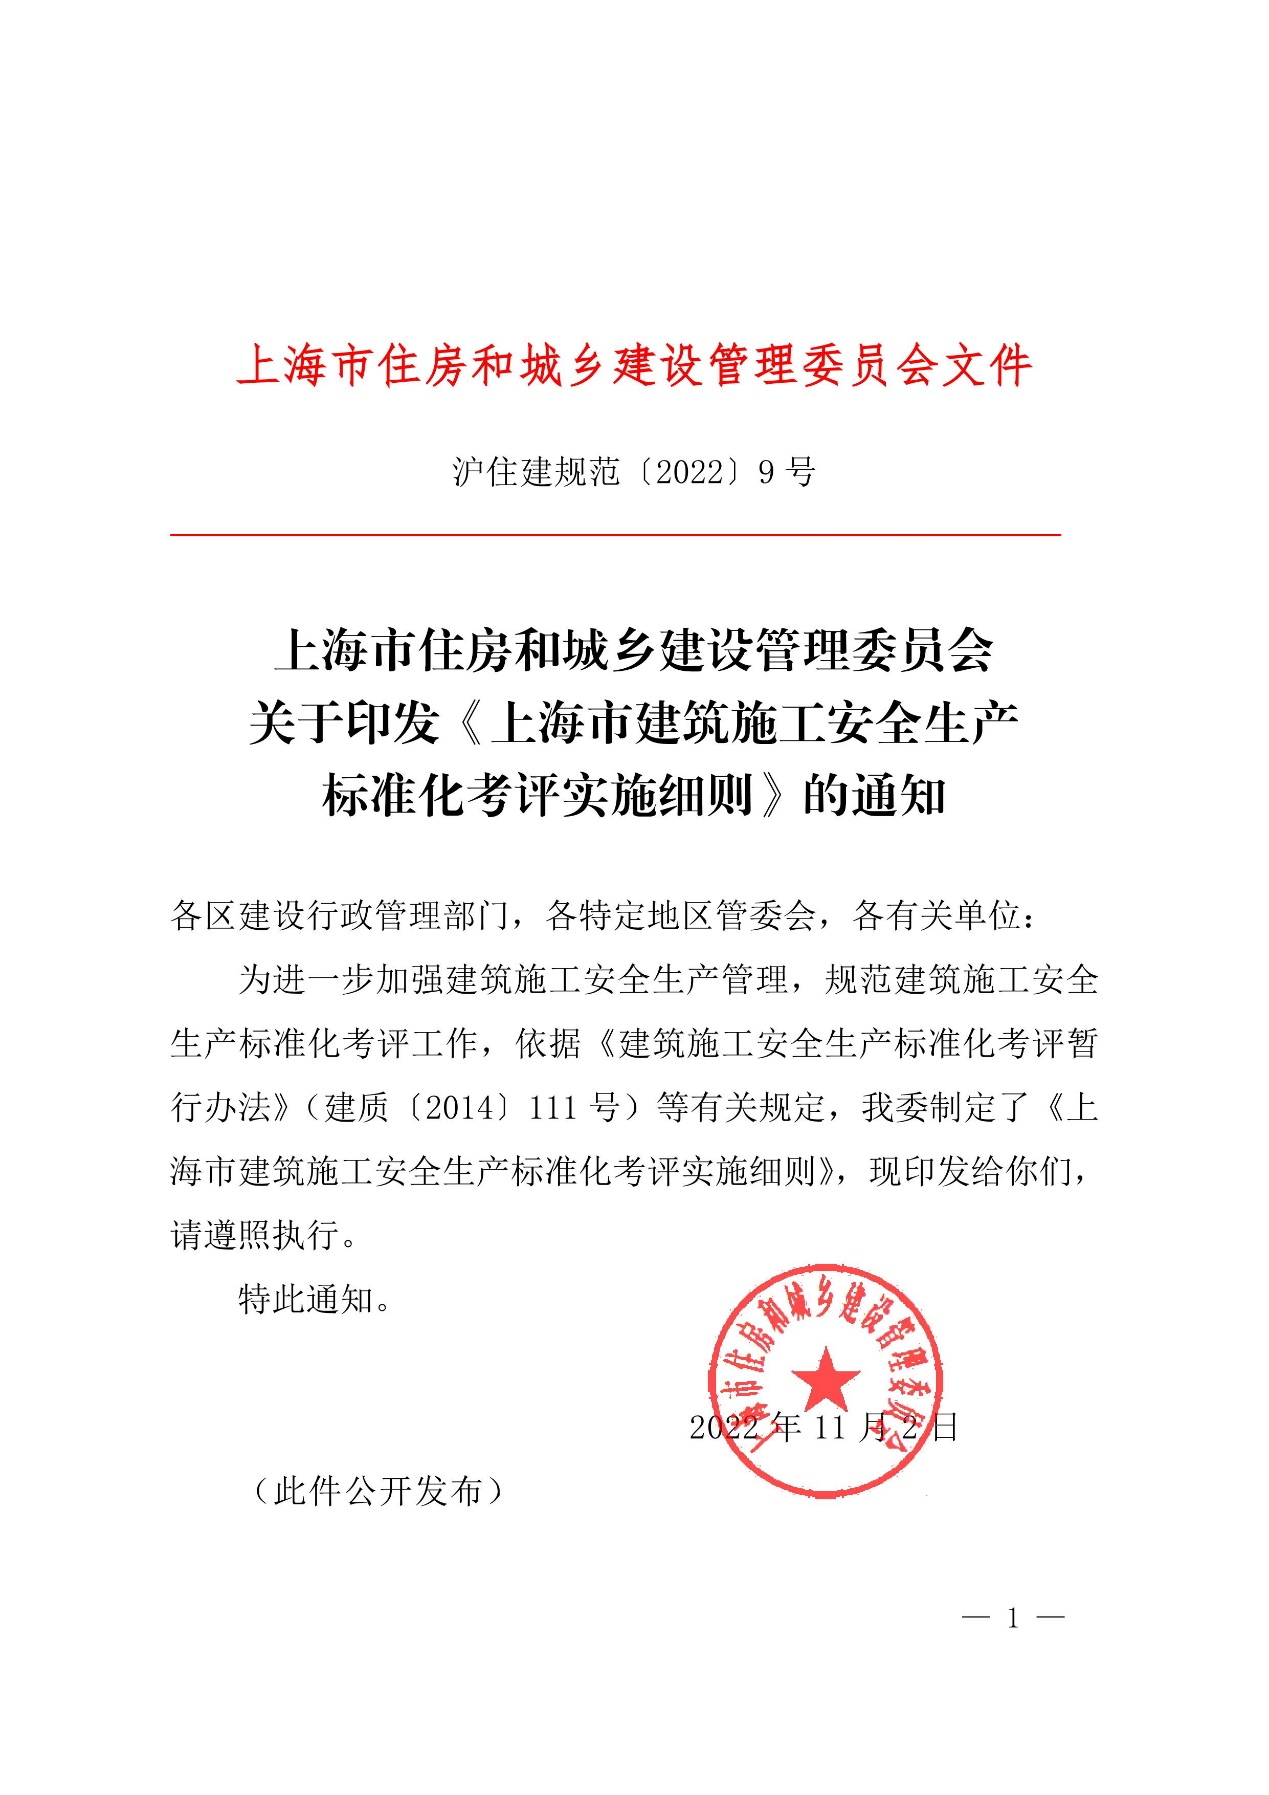 上海市住房和城乡建设管理委员会文件
沪住建规范〔2022〕9 号
上海市住房和城乡建设管理委员会
关于印发《上海市建筑施工安全生产
标准化考评实施细则》的通知
各区建设行政管理部门，各特定地区管委会，各有关单位：
为进一步加强建筑施工安全生产管理，规范建筑施工安全
生产标准化考评工作，依据《建筑施工安全生产标准化考评暂
行办法》（建质〔2014〕111 号）等有关规定，我委制定了《上
海市建筑施工安全生产标准化考评实施细则》，现印发给你们，
请遵照执行。
特此通知。
上海市住房和城乡建设管理委员会
2022 年 11 月 2 日
（此件公开发布）
— 1 —